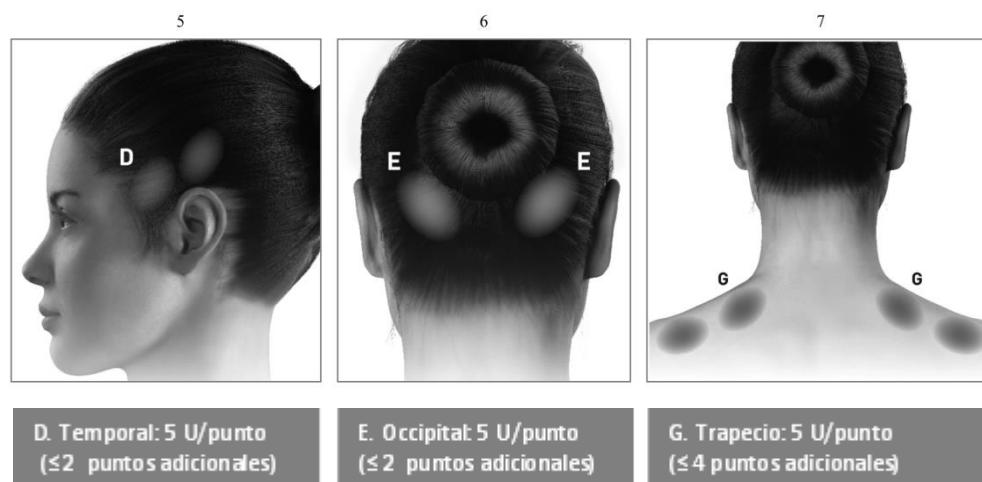 5
6
7
D
E
E
G
G
D. Temporal: 5 U/punto
(≤2 puntos adicionales)
E. Occipital: 5 U/punto
(≤2 puntos adicionales)
G. Trapecio: 5 U/punto
(≤4 puntos adicionales)